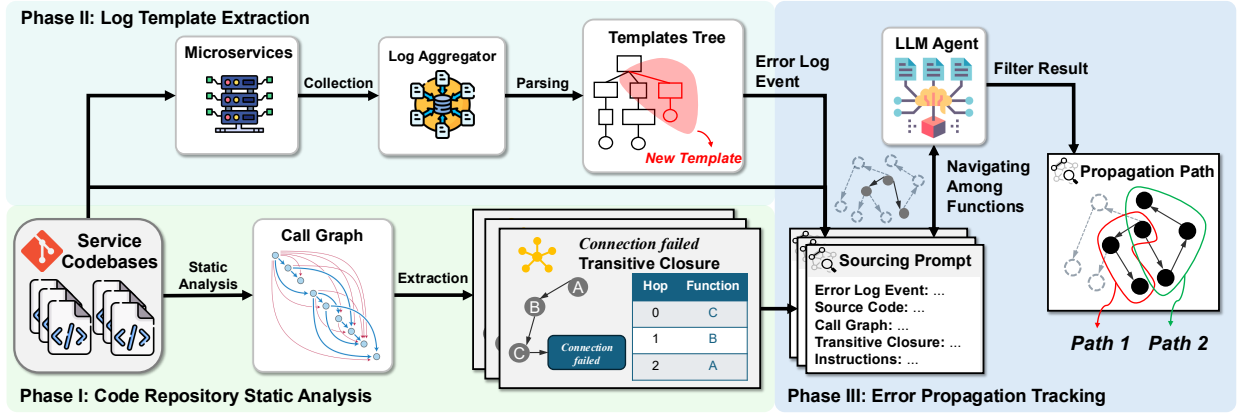 Phase II: Log Template Extraction
Microservices
Collection
Log Aggregator
Parsing
Templates Tree
New Template
Error Log
Event
LLM Agent
Filter Result
Navigating
Among
Functions
Propagation Path
Path 1
Path 2
Service
Codebases
Static
Analysis
Call Graph
Extraction
Connection failed
Transitive Closure
A
B
C
Connection
failed
Hop Function
0 C
1 B
2 A
Sourcing Prompt
Error Log Event: ...
Source Code: ...
Call Graph: ...
Transitive Closure: ...
Instructions: ...
Phase I: Code Repository Static Analysis
Phase III: Error Propagation Tracking